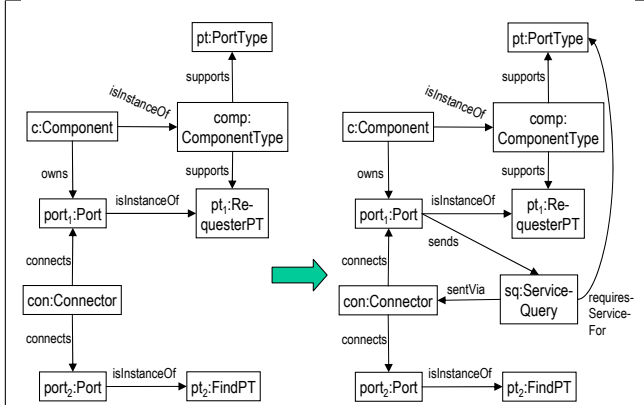 pt:PortType
supports
isInstanceOf
c:Component
comp:
ComponentType
owns
supports
isInstanceOf
port₁:Port
pt₁:Re-
questerPT
connects
con:Connector
connects
isInstanceOf
port₂:Port
pt₂:FindPT
pt:PortType
supports
isInstanceOf
c:Component
comp:
ComponentType
owns
supports
isInstanceOf
port₁:Port
pt₁:Re-
questerPT
sends
connects
sentVia
con:Connector
sq:Service-
Query
requires-
Service-
For
connects
isInstanceOf
port₂:Port
pt₂:FindPT